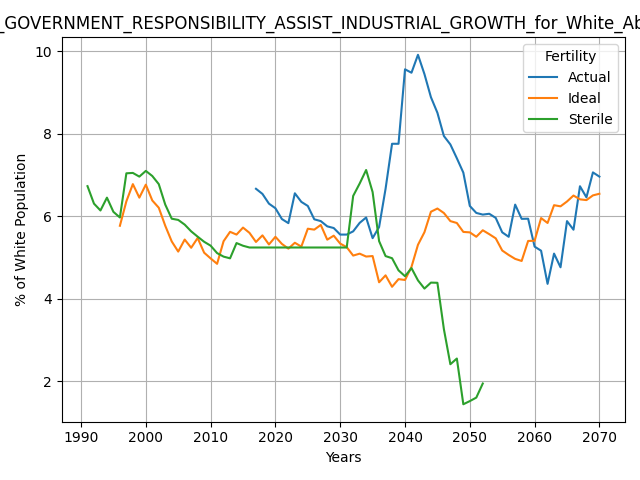 _GOVERNMENT_RESPONSIBILITY_ASSIST_INDUSTRIAL_GROWTH_for_White_Ab
Fertility
Actual
Ideal
Sterile
% of White Population
10
8
6
4
2
1990 2000 2010 2020 2030 2040 2050 2060 2070
Years